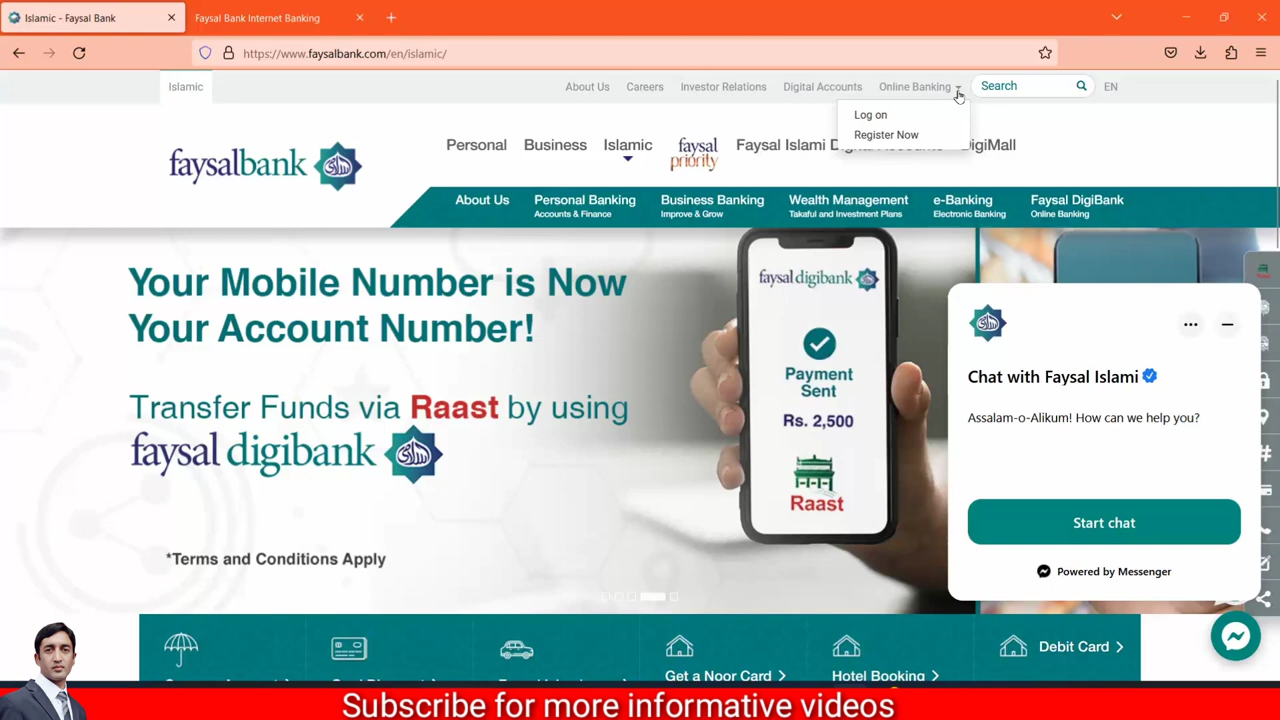 Islamic - Faysal Bank
Faysal Bank Internet Banking
https://www.faysalbank.com/en/islamic/
Islamic
About Us
Careers
Investor Relations
Digital Accounts
Online Banking
Search
EN
Log on
Register Now
faysalbank
Personal
Business
Islamic
faysal
priority
Faysal Islami
DigiMall
About Us
Personal Banking
Accounts & Finance
Business Banking
Improve & Grow
Wealth Management
Takaful and Investment Plans
e-Banking
Electronic Banking
Faysal DigiBank
Online Banking
Your Mobile Number is Now
Your Account Number!
Transfer Funds via Raast by using
faysal digibank
*Terms and Conditions Apply
faysal digibank
Payment
Sent
Rs. 2,500
Raast
Chat with Faysal Islami
Assalam-o-Alikum! How can we help you?
Start chat
Powered by Messenger
Get a Noor Card
Hotel Booking
Debit Card
Subscribe for more informative videos